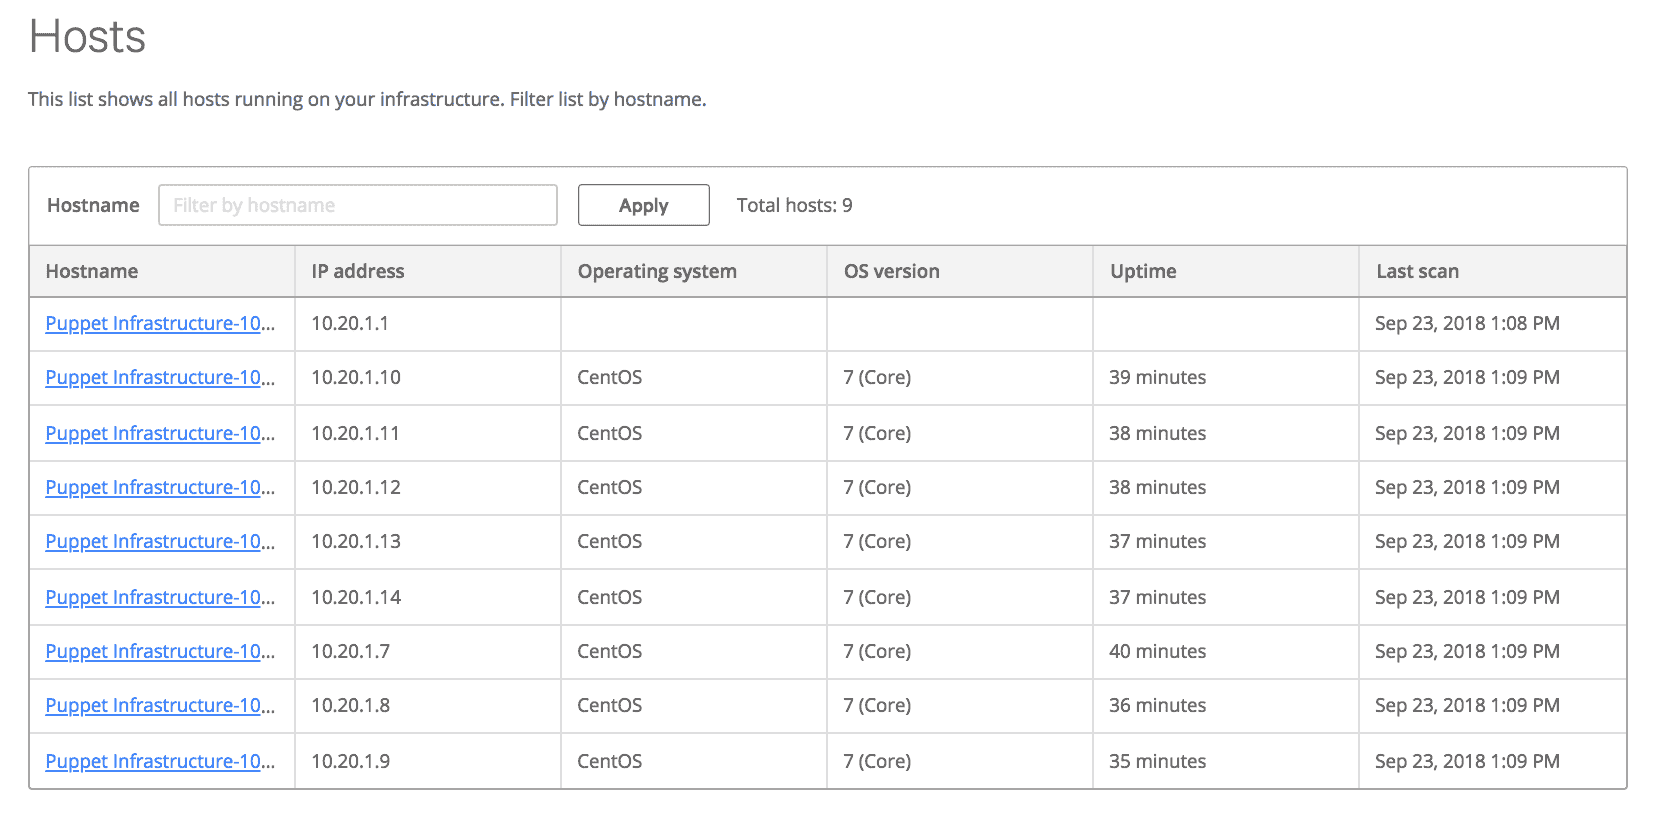 Hosts
This list shows all hosts running on your infrastructure. Filter list by hostname.
Hostname Filter by hostname Apply Total hosts: 9
Hostname IP address Operating system OS version Uptime Last scan
Puppet Infrastructure-10... 10.20.1.1 Sep 23, 2018 1:08 PM
Puppet Infrastructure-10... 10.20.1.10 CentOS 7 (Core) 39 minutes Sep 23, 2018 1:09 PM
Puppet Infrastructure-10... 10.20.1.11 CentOS 7 (Core) 38 minutes Sep 23, 2018 1:09 PM
Puppet Infrastructure-10... 10.20.1.12 CentOS 7 (Core) 38 minutes Sep 23, 2018 1:09 PM
Puppet Infrastructure-10... 10.20.1.13 CentOS 7 (Core) 37 minutes Sep 23, 2018 1:09 PM
Puppet Infrastructure-10... 10.20.1.14 CentOS 7 (Core) 37 minutes Sep 23, 2018 1:09 PM
Puppet Infrastructure-10... 10.20.1.7 CentOS 7 (Core) 40 minutes Sep 23, 2018 1:09 PM
Puppet Infrastructure-10... 10.20.1.8 CentOS 7 (Core) 36 minutes Sep 23, 2018 1:09 PM
Puppet Infrastructure-10... 10.20.1.9 CentOS 7 (Core) 35 minutes Sep 23, 2018 1:09 PM